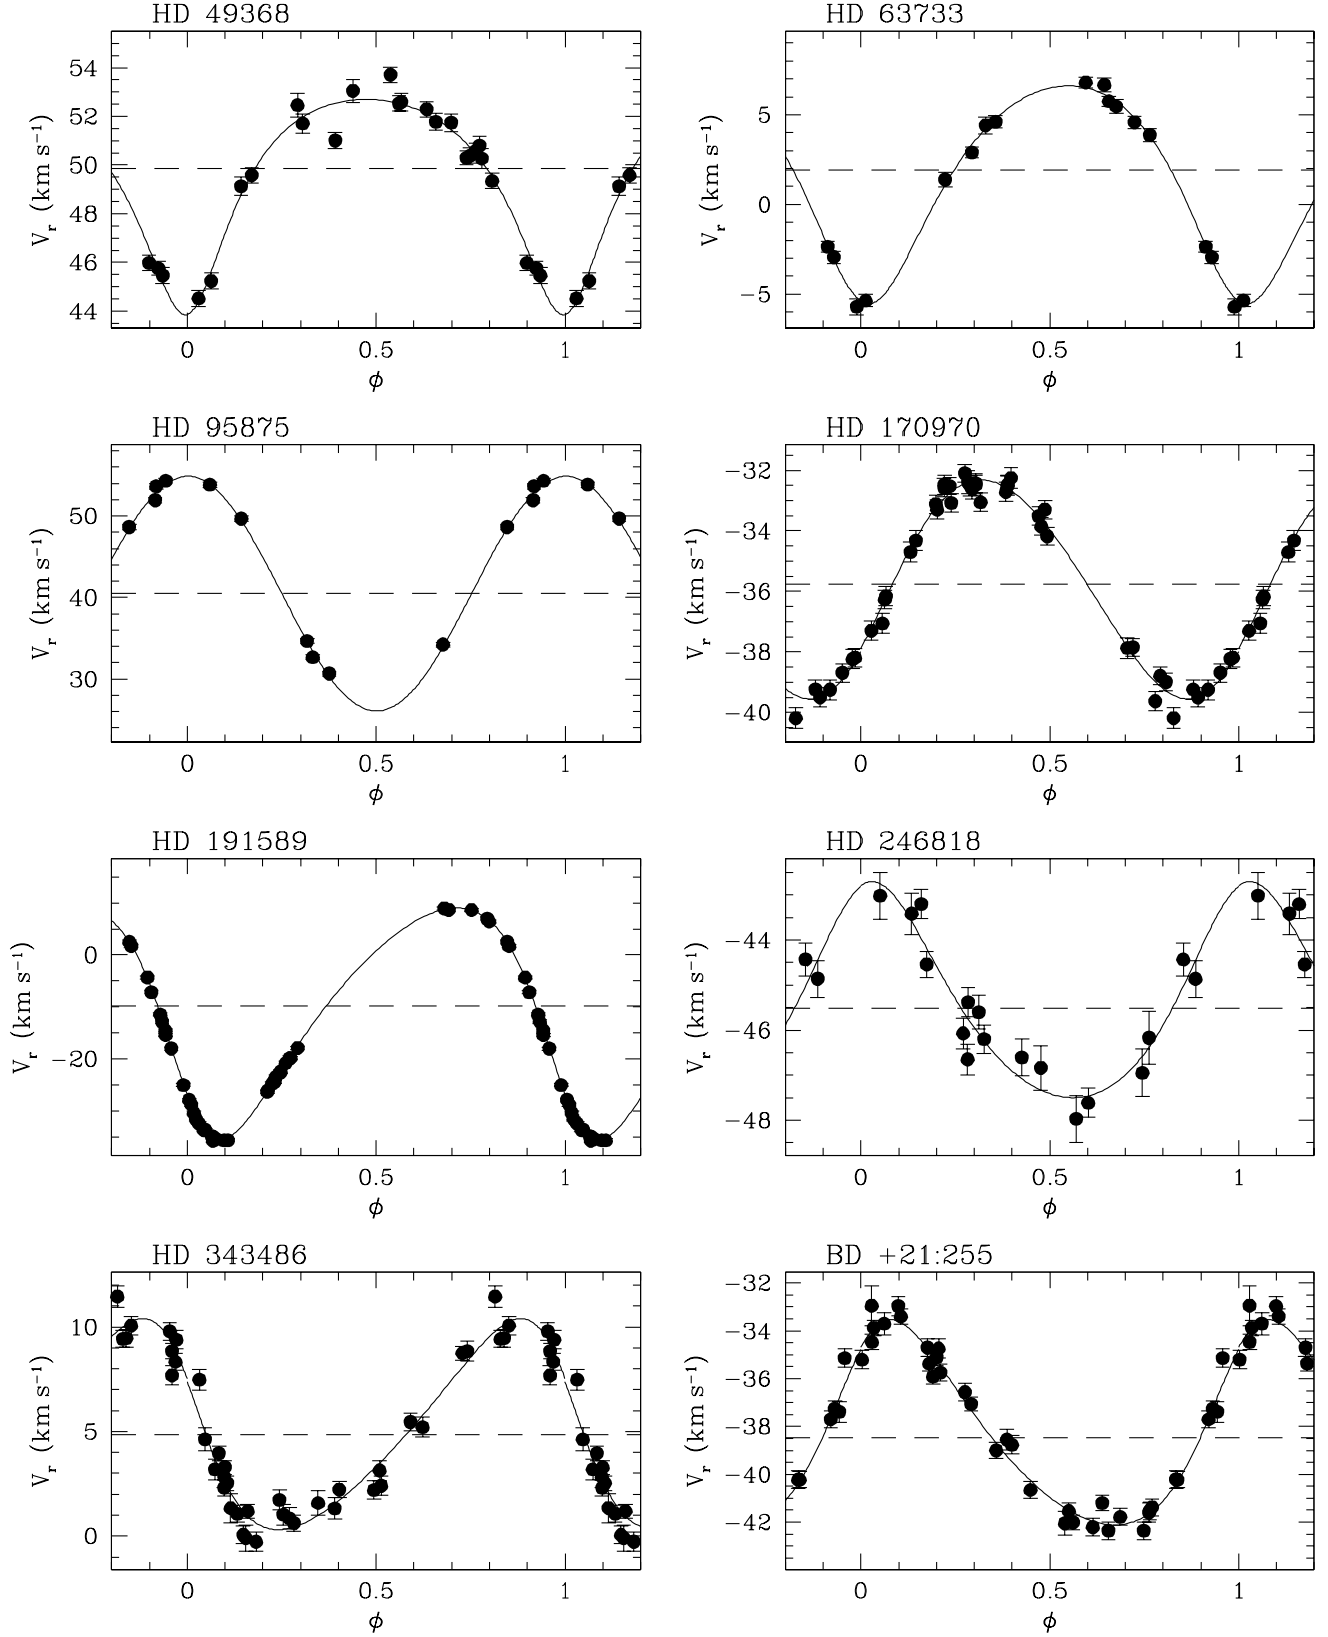 HD 49368
54
52
50
48
46
44
V_r (km s⁻¹)
0 0.5 1
ϕ
HD 63733
5
0
−5
V_r (km s⁻¹)
0 0.5 1
ϕ
HD 95875
50
40
30
V_r (km s⁻¹)
0 0.5 1
ϕ
HD 170970
−32
−34
−36
−38
−40
V_r (km s⁻¹)
0 0.5 1
ϕ
HD 191589
0
−20
V_r (km s⁻¹)
0 0.5 1
ϕ
HD 246818
−44
−46
−48
V_r (km s⁻¹)
0 0.5 1
ϕ
HD 343486
10
5
0
V_r (km s⁻¹)
0 0.5 1
ϕ
BD +21:255
−32
−34
−36
−38
−40
−42
V_r (km s⁻¹)
0 0.5 1
ϕ